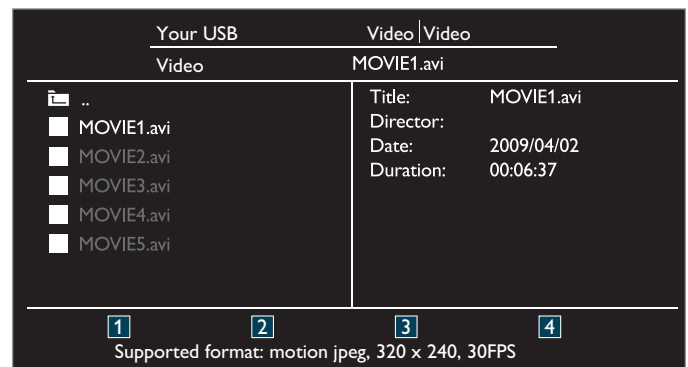 Your USB
Video | Video
Video
MOVIE1.avi
..
MOVIE1.avi
MOVIE2.avi
MOVIE3.avi
MOVIE4.avi
MOVIE5.avi
Title: MOVIE1.avi
Director:
Date: 2009/04/02
Duration: 00:06:37
1 2 3 4
Supported format: motion jpeg, 320 x 240, 30FPS